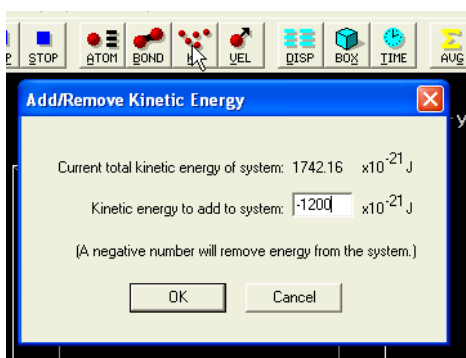 P STOP ATOM BOND VEL DISP BOX TIME AVG
Add/Remove Kinetic Energy
y
Current total kinetic energy of system: 1742.16 x10-21 J
Kinetic energy to add to system: -1200 x10-21 J
(A negative number will remove energy from the system.)
OK Cancel